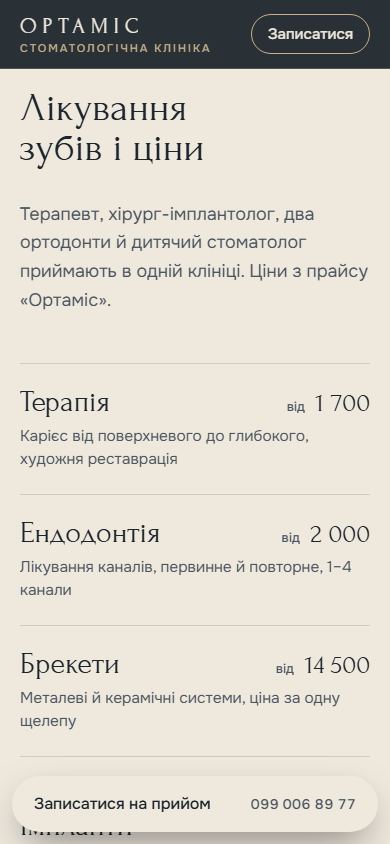 ОРТАМІС
СТОМАТОЛОГІЧНА КЛІНІКА
Записатися
Лікування
зубів і ціни
Терапевт, хірург-імплантолог, два
ортодонти й дитячий стоматолог
приймають в одній клініці. Ціни з прайсу
«Ортаміс».
Терапія
від 1 700
Карієс від поверхневого до глибокого,
художня реставрація
Ендодонтія
від 2 000
Лікування каналів, первинне й повторне, 1–4
канали
Брекети
від 14 500
Металеві й керамічні системи, ціна за одну
щелепу
Записатися на прийом
099 006 89 77